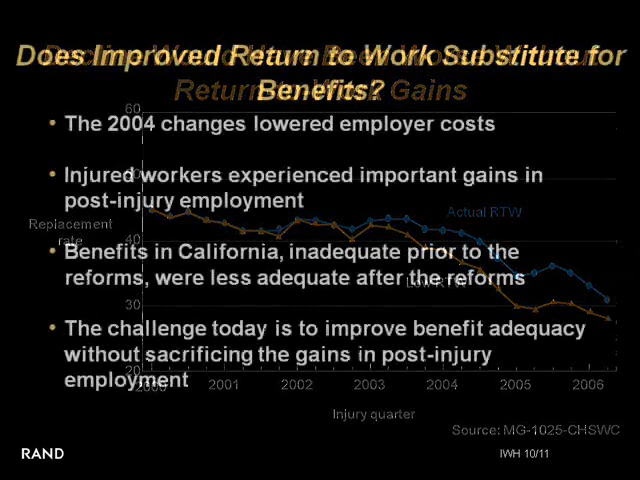 Does Improved Return to Work Substitute for
Benefits?
Return-to-Work Gains
• The 2004 changes lowered employer costs
• Injured workers experienced important gains in
post-injury employment
• Benefits in California, inadequate prior to the
reforms, were less adequate after the reforms
• The challenge today is to improve benefit adequacy
without sacrificing the gains in post-injury
employment
60
Replacement
rate
40
30
20
Actual RTW
2000 2001 2002 2003 2004 2005 2006
Injury quarter
Source: MG-1025-CHSWC
RAND
IWH 10/11